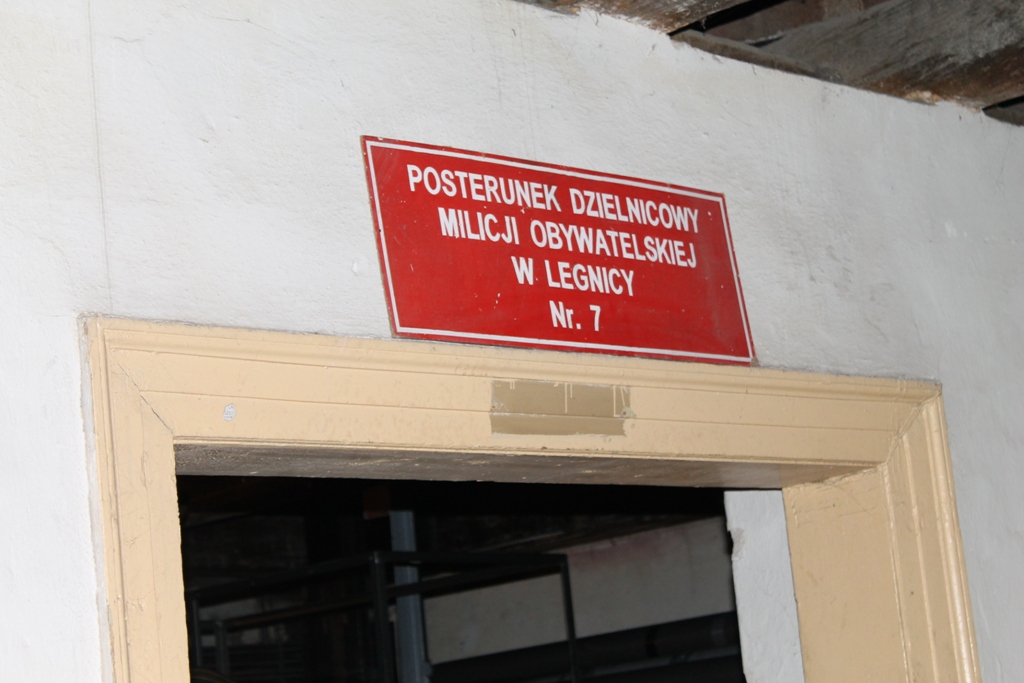 POSTERUNEK DZIELNICOWY
MILICJI OBYWATELSKIEJ
W LEGNICY
Nr. 7